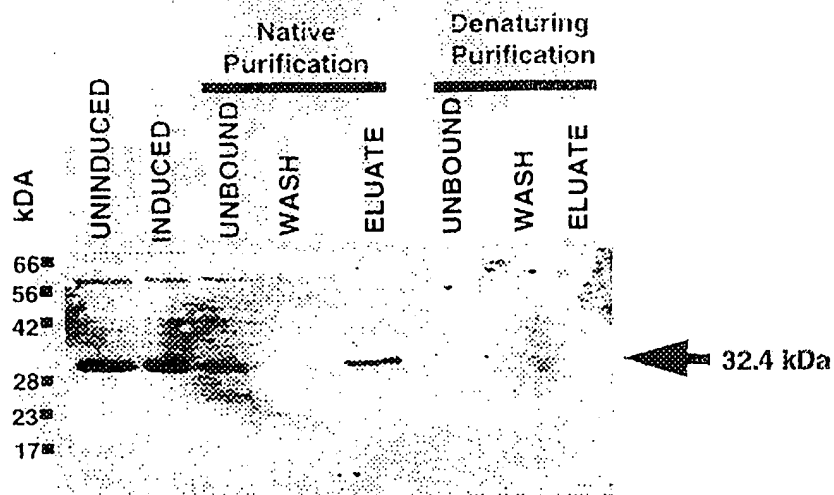 Native
Purification
Denaturing
Purification
kDA
UNINDUCED
INDUCED
UNBOUND
WASH
ELUATE
UNBOUND
WASH
ELUATE
66
56
42
28
23
17
32.4 kDa